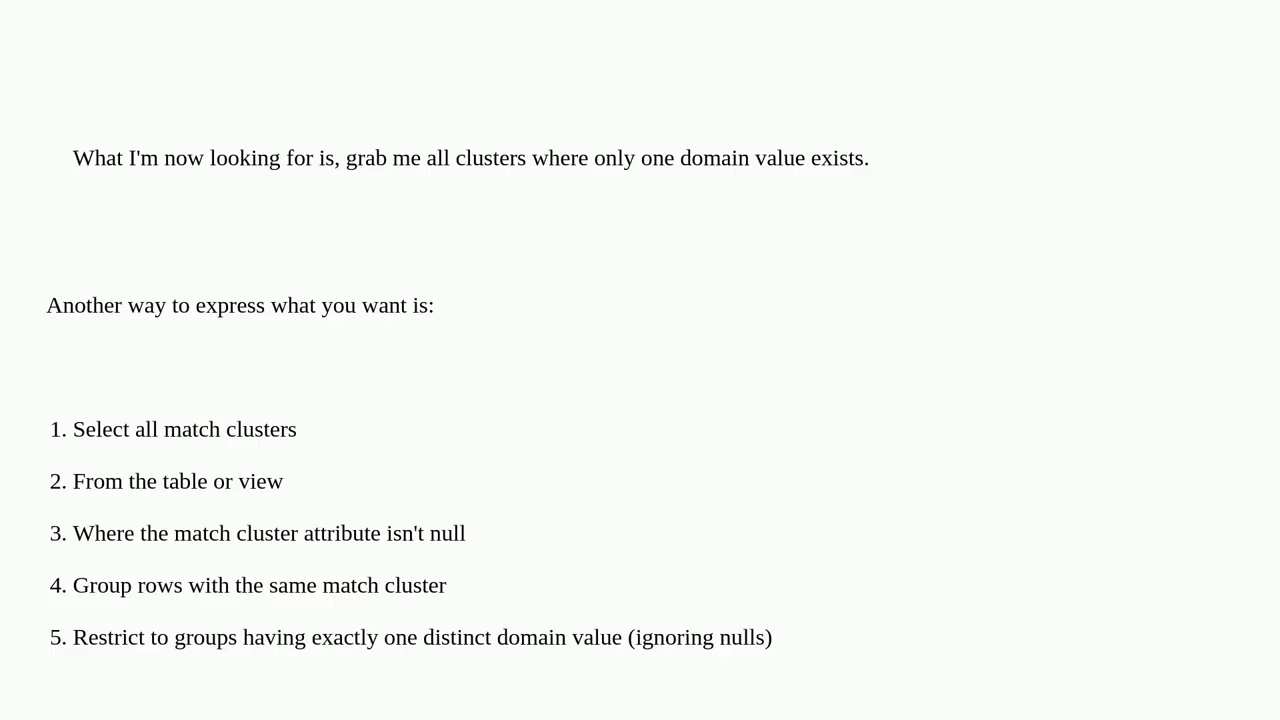 What I'm now looking for is, grab me all clusters where only one domain value exists.
Another way to express what you want is:
1. Select all match clusters
2. From the table or view
3. Where the match cluster attribute isn't null
4. Group rows with the same match cluster
5. Restrict to groups having exactly one distinct domain value (ignoring nulls)